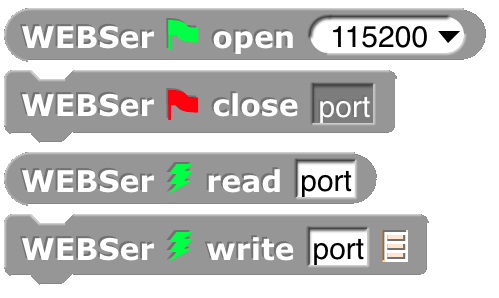 WEBSer open 115200
WEBSer close port
WEBSer read port
WEBSer write port